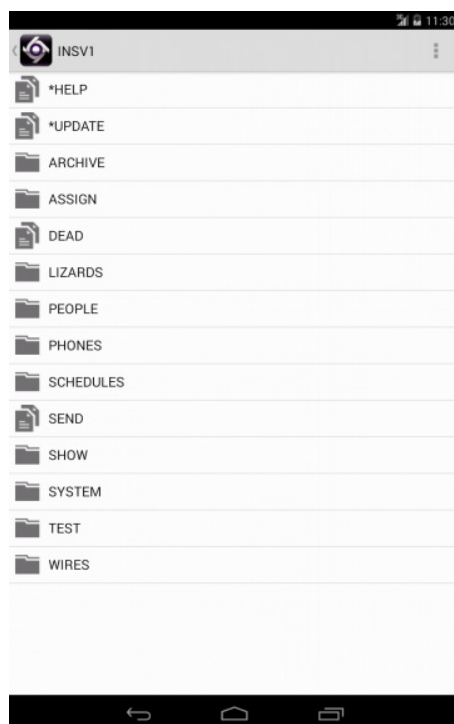 11:30
INSV1
*HELP
*UPDATE
ARCHIVE
ASSIGN
DEAD
LIZARDS
PEOPLE
PHONES
SCHEDULES
SEND
SHOW
SYSTEM
TEST
WIRES